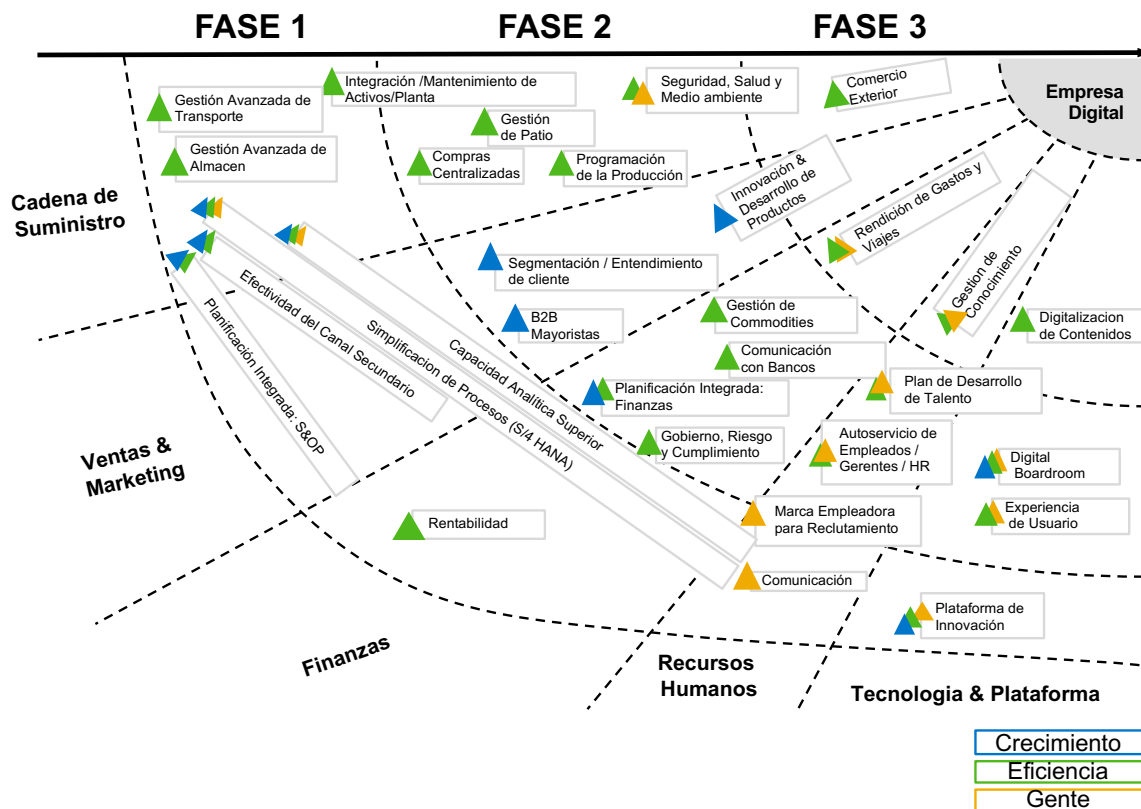 FASE 1
FASE 2
FASE 3
Integración /Mantenimiento de
Activos/Planta
Seguridad, Salud y
Medio ambiente
Comercio
Exterior
Empresa
Digital
Gestión Avanzada de
Transporte
Gestión
de Patio
Gestión Avanzada de
Almacen
Compras
Centralizadas
Programación
de la Producción
Innovación &
Desarrollo de
Productos
Rendición de Gastos y
Viajes
Gestion de
Conocimiento
Cadena de
Suministro
Segmentación / Entendimiento
de cliente
B2B
Mayoristas
Gestión de
Commodities
Digitalizacion
de Contenidos
Efectividad del Canal Secundario
Planificación Integrada: S&OP
Simplificacion de Procesos (S/4 HANA)
Capacidad Analítica Superior
Comunicación
con Bancos
Planificación Integrada:
Finanzas
Plan de Desarrollo
de Talento
Ventas &
Marketing
Gobierno, Riesgo
y Cumplimiento
Autoservicio de
Empleados /
Gerentes / HR
Digital
Boardroom
Rentabilidad
Marca Empleadora
para Reclutamiento
Experiencia
de Usuario
Comunicación
Plataforma de
Innovación
Finanzas
Recursos
Humanos
Tecnologia & Plataforma
Crecimiento
Eficiencia
Gente